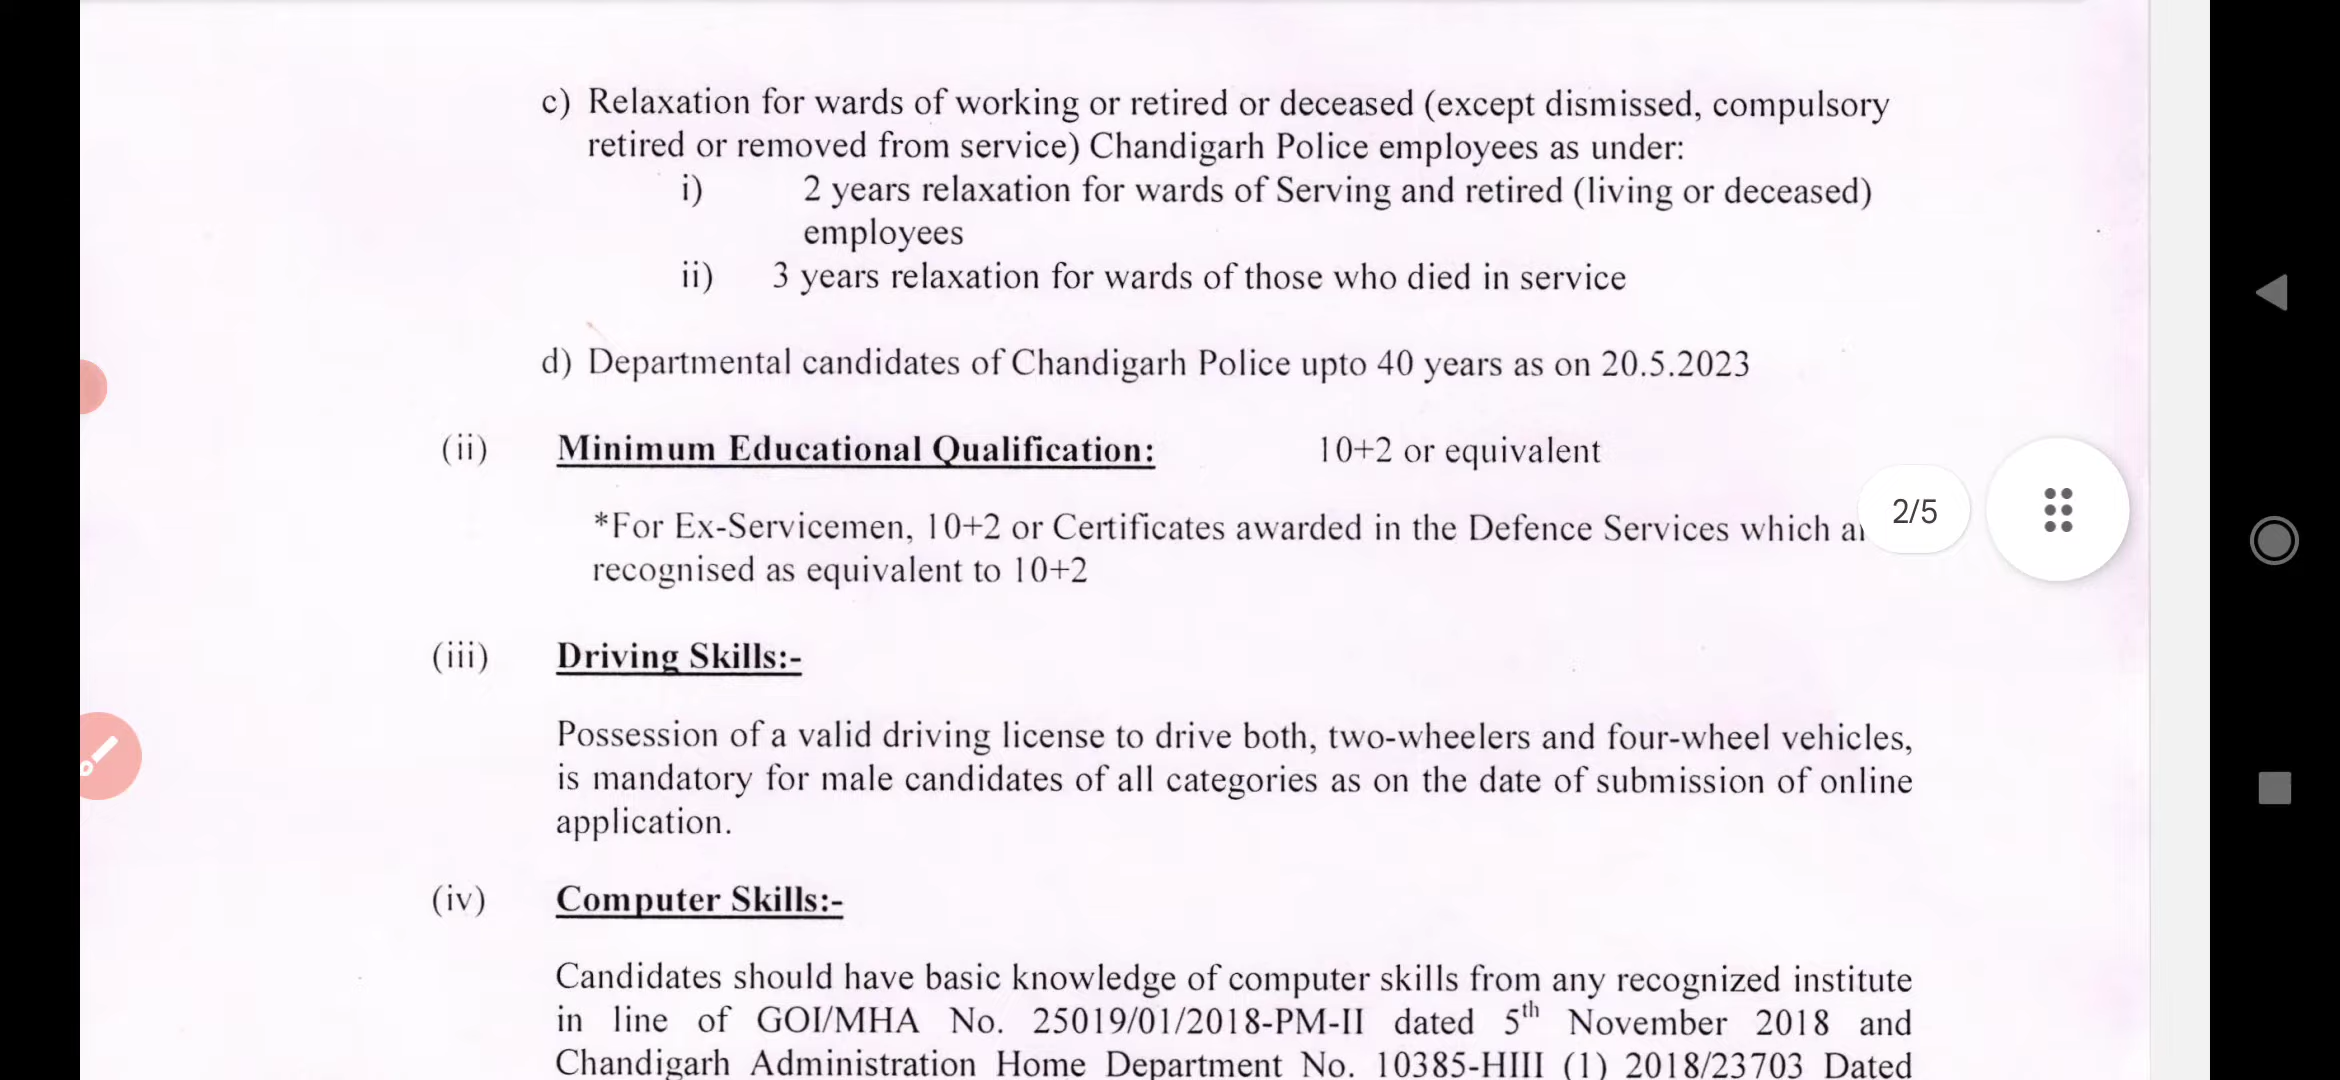 c) Relaxation for wards of working or retired or deceased (except dismissed, compulsory
retired or removed from service) Chandigarh Police employees as under:
i) 2 years relaxation for wards of Serving and retired (living or deceased)
employees
ii) 3 years relaxation for wards of those who died in service
d) Departmental candidates of Chandigarh Police upto 40 years as on 20.5.2023
(ii) Minimum Educational Qualification: 10+2 or equivalent
*For Ex-Servicemen, 10+2 or Certificates awarded in the Defence Services which
2/5
recognised as equivalent to 10+2
(iii) Driving Skills:-
Possession of a valid driving license to drive both, two-wheelers and four-wheel vehicles,
is mandatory for male candidates of all categories as on the date of submission of online
application.
(iv) Computer Skills:-
Candidates should have basic knowledge of computer skills from any recognized institute
in line of GOI/MHA No. 25019/01/2018-PM-II dated 5th November 2018 and
Chandigarh Administration Home Department No. 10385-HIII (1) 2018/23703 Dated